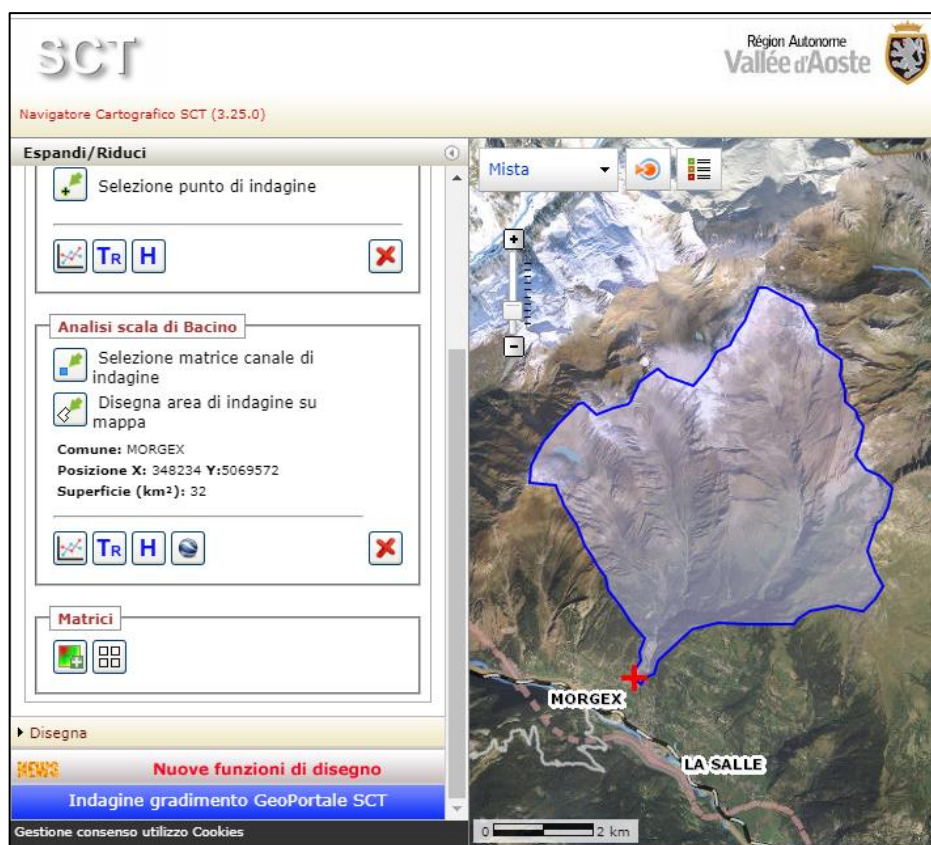 SCT
Région Autonome
Vallée d'Aoste
Navigatore Cartografico SCT (3.25.0)
Espandi/Riduci
Selezione punto di indagine
TR H
Analisi scala di Bacino
Selezione matrice canale di
indagine
Disegna area di indagine su
mappa
Comune: MORGEX
Posizione X: 348234 Y:5069572
Superficie (km²): 32
TR H
Matrici
Disegna
NEWS Nuove funzioni di disegno
Indagine gradimento GeoPortale SCT
Gestione consenso utilizzo Cookies
Mista
MORGEX
LA SALLE
0 2 km